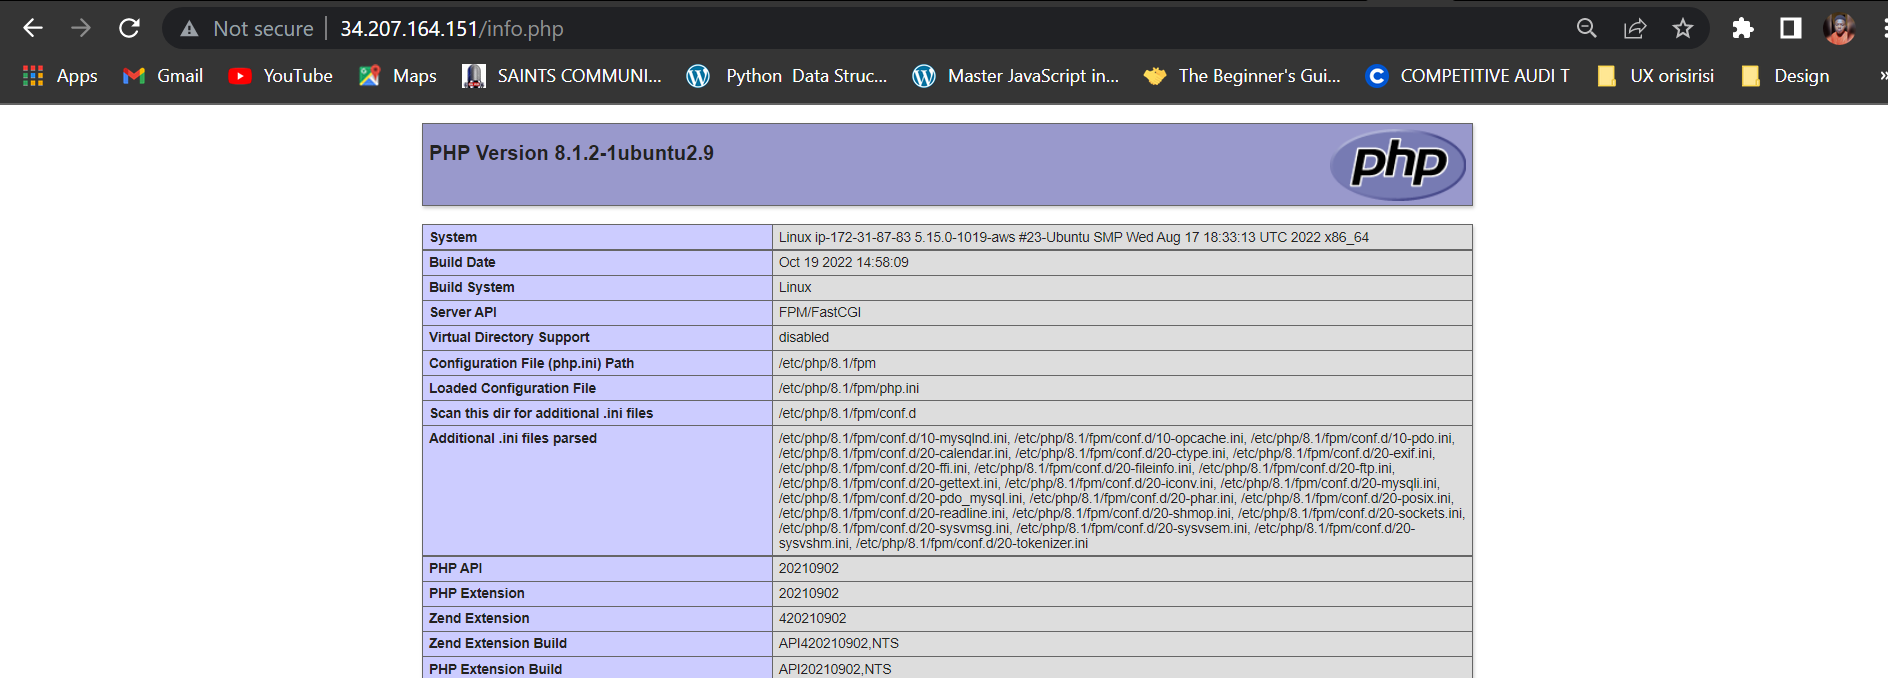 Not secure | 34.207.164.151/info.php
Apps Gmail YouTube Maps SAINTS COMMUNI... Python Data Struc... Master JavaScript in... The Beginner's Gui... COMPETITIVE AUDI T UX orisirisi Design »
PHP Version 8.1.2-1ubuntu2.9
php
System Linux ip-172-31-87-83 5.15.0-1019-aws #23-Ubuntu SMP Wed Aug 17 18:33:13 UTC 2022 x86_64
Build Date Oct 19 2022 14:58:09
Build System Linux
Server API FPM/FastCGI
Virtual Directory Support disabled
Configuration File (php.ini) Path /etc/php/8.1/fpm
Loaded Configuration File /etc/php/8.1/fpm/php.ini
Scan this dir for additional .ini files /etc/php/8.1/fpm/conf.d
Additional .ini files parsed /etc/php/8.1/fpm/conf.d/10-mysqlnd.ini, /etc/php/8.1/fpm/conf.d/10-opcache.ini, /etc/php/8.1/fpm/conf.d/10-pdo.ini,
/etc/php/8.1/fpm/conf.d/20-calendar.ini, /etc/php/8.1/fpm/conf.d/20-ctype.ini, /etc/php/8.1/fpm/conf.d/20-exif.ini,
/etc/php/8.1/fpm/conf.d/20-ffi.ini, /etc/php/8.1/fpm/conf.d/20-fileinfo.ini, /etc/php/8.1/fpm/conf.d/20-ftp.ini,
/etc/php/8.1/fpm/conf.d/20-gettext.ini, /etc/php/8.1/fpm/conf.d/20-iconv.ini, /etc/php/8.1/fpm/conf.d/20-mysqli.ini,
/etc/php/8.1/fpm/conf.d/20-pdo_mysql.ini, /etc/php/8.1/fpm/conf.d/20-phar.ini, /etc/php/8.1/fpm/conf.d/20-posix.ini,
/etc/php/8.1/fpm/conf.d/20-readline.ini, /etc/php/8.1/fpm/conf.d/20-shmop.ini, /etc/php/8.1/fpm/conf.d/20-sockets.ini,
/etc/php/8.1/fpm/conf.d/20-sysvmsg.ini, /etc/php/8.1/fpm/conf.d/20-sysvsem.ini, /etc/php/8.1/fpm/conf.d/20-
sysvshm.ini, /etc/php/8.1/fpm/conf.d/20-tokenizer.ini
PHP API 20210902
PHP Extension 20210902
Zend Extension 420210902
Zend Extension Build API420210902,NTS
PHP Extension Build API20210902,NTS